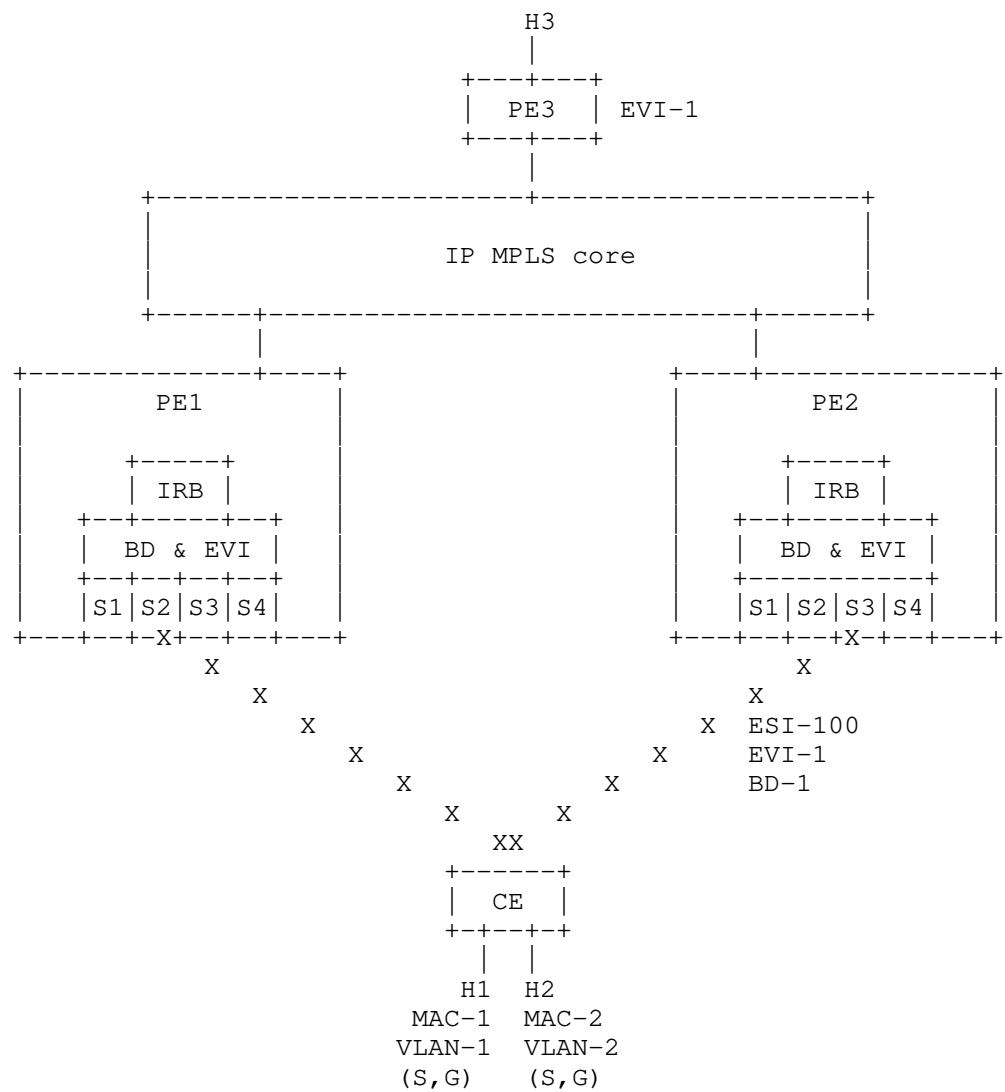 H3
PE3 EVI-1
IP MPLS core
PE1 PE2
IRB IRB
BD & EVI BD & EVI
S1 S2 S3 S4 S1 S2 S3 S4
ESI-100
EVI-1
BD-1
CE
H1 H2
MAC-1 MAC-2
VLAN-1 VLAN-2
(S,G) (S,G)